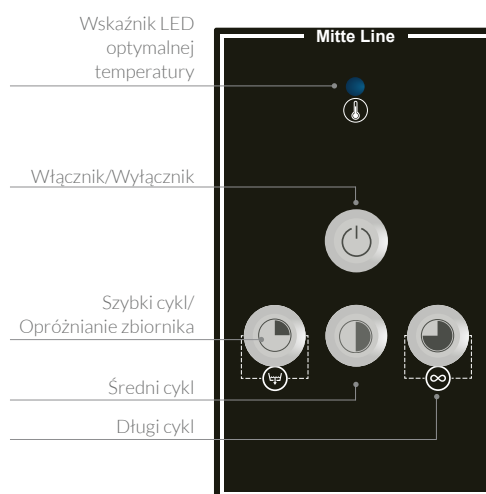 Wskaźnik LED
optymalnej
temperatury
Mitte Line
Włącznik/Wyłącznik
Szybki cykl/
Opróżnianie zbiornika
Średni cykl
Długi cykl